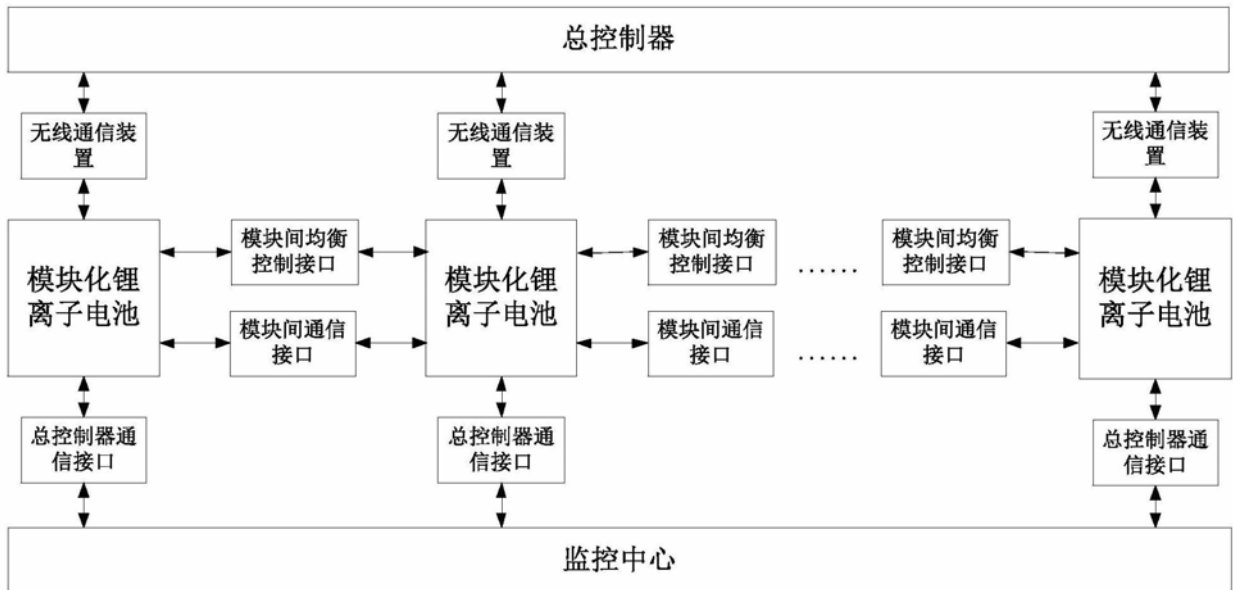 总控制器
无线通信装
置
无线通信装
置
无线通信装
置
模块化锂
离子电池
模块间均衡
控制接口
模块间通信
接口
模块化锂
离子电池
模块间均衡
控制接口
模块间通信
接口
......
......
模块间均衡
控制接口
模块间通信
接口
模块化锂
离子电池
总控制器通
信接口
总控制器通
信接口
总控制器通
信接口
监控中心